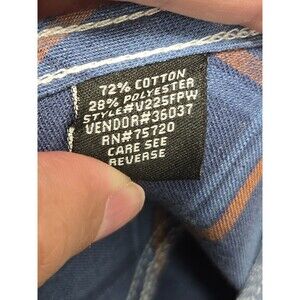 72% COTTON
28% POLYESTER
STYLE#V225FPW
VENDOR#36037
RN#75720
CARE SEE
REVERSE